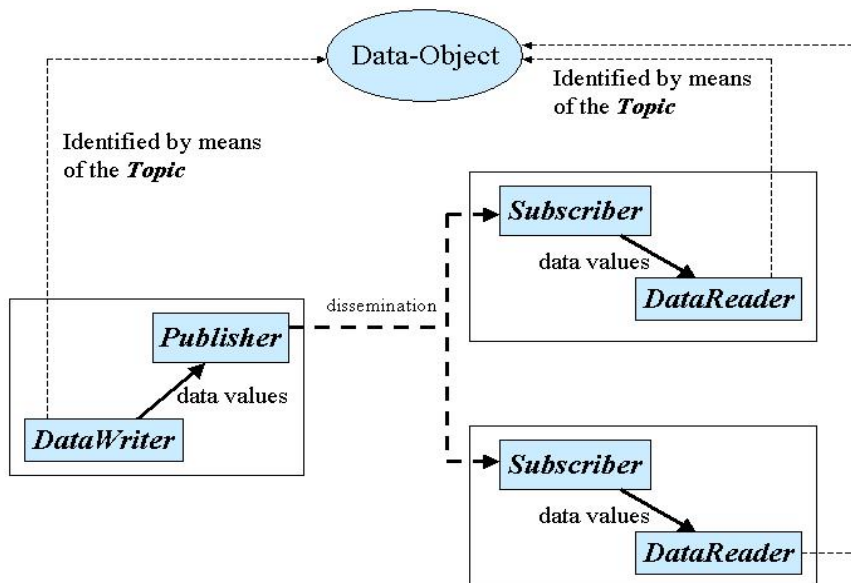 Data-Object
Identified by means
of the Topic
Identified by means
of the Topic
Subscriber
data values
DataReader
dissemination
Publisher
data values
DataWriter
Subscriber
data values
DataReader